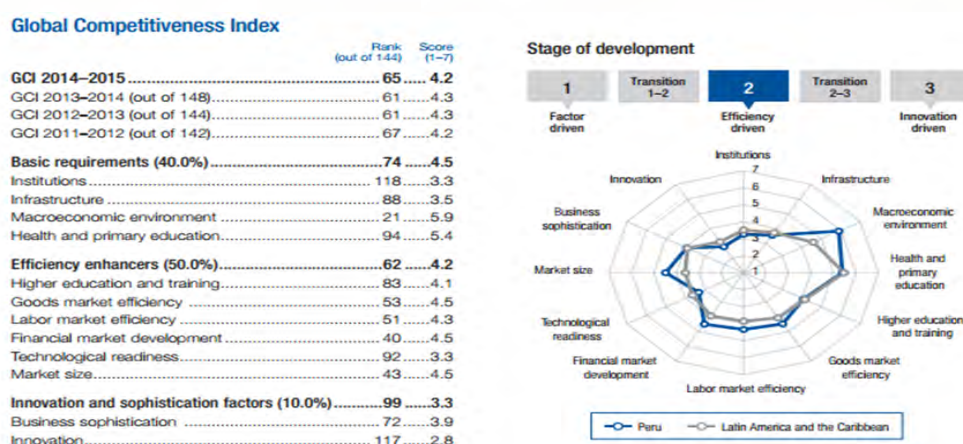 Global Competitiveness Index
Rank Score
(out of 144) (1–7)
GCI 2014–2015 ... 65 ... 4.2
GCI 2013–2014 (out of 148) ... 61 ... 4.3
GCI 2012–2013 (out of 144) ... 61 ... 4.3
GCI 2011–2012 (out of 142) ... 67 ... 4.2
Basic requirements (40.0%) ... 74 ... 4.5
Institutions ... 118 ... 3.3
Infrastructure ... 88 ... 3.5
Macroeconomic environment ... 21 ... 5.9
Health and primary education ... 94 ... 5.4
Efficiency enhancers (50.0%) ... 62 ... 4.2
Higher education and training ... 83 ... 4.1
Goods market efficiency ... 53 ... 4.5
Labor market efficiency ... 51 ... 4.3
Financial market development ... 40 ... 4.5
Technological readiness ... 92 ... 3.3
Market size ... 43 ... 4.5
Innovation and sophistication factors (10.0%) ... 99 ... 3.3
Business sophistication ... 72 ... 3.9
Innovation ... 117 ... 2.8
Stage of development
1
Transition
1–2
2
Transition
2–3
3
Factor
driven
Efficiency
driven
Innovation
driven
Institutions
Infrastructure
Macroeconomic
environment
Health and
primary
education
Higher education
and training
Goods market
efficiency
Labor market efficiency
Financial market
development
Technological
readiness
Market size
Business
sophistication
Innovation
7
6
5
4
3
2
1
Peru Latin America and the Caribbean